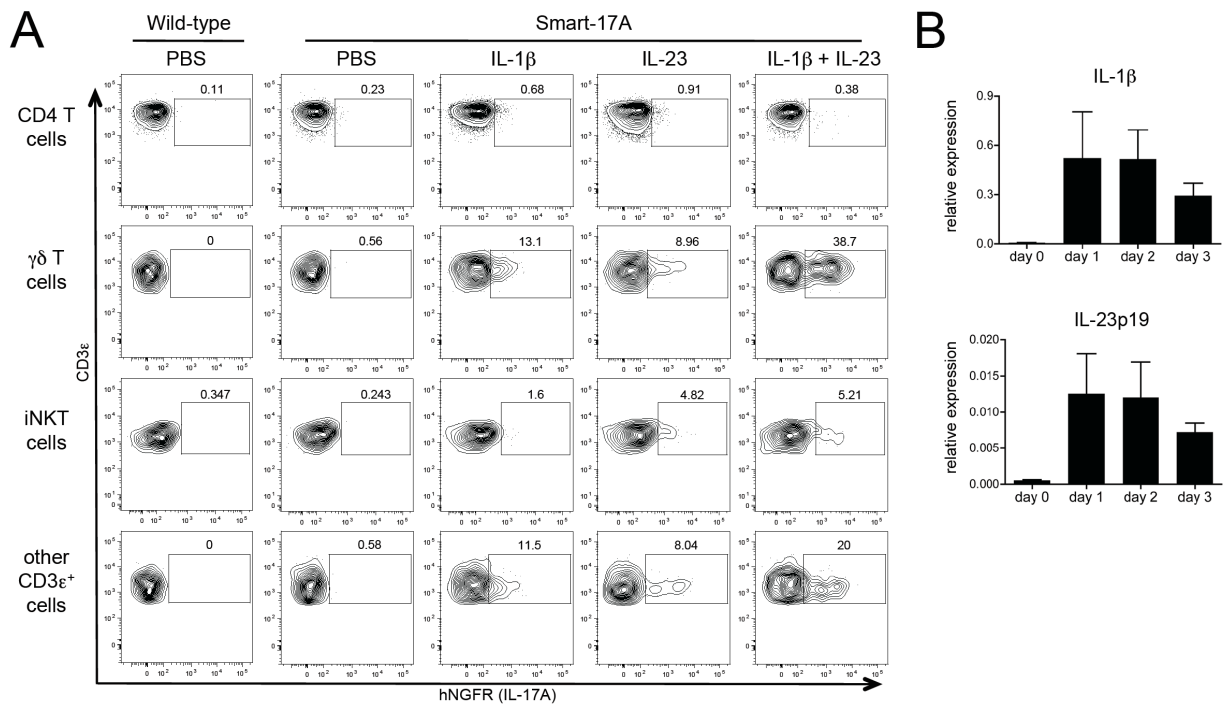 A
Wild-type
Smart-17A
PBS
PBS
IL-1β
IL-23
IL-1β + IL-23
CD4 T
cells
0.11
0.23
0.68
0.91
0.38
γδ T
cells
0
0.56
13.1
8.96
38.7
iNKT
cells
0.347
0.243
1.6
4.82
5.21
other
CD3ε⁺
cells
0
0.58
11.5
8.04
20
CD3ε
hNGFR (IL-17A)
B
IL-1β
relative expression
0.9
0.6
0.3
0.0
day 0 day 1 day 2 day 3
IL-23p19
relative expression
0.020
0.015
0.010
0.005
0.000
day 0 day 1 day 2 day 3